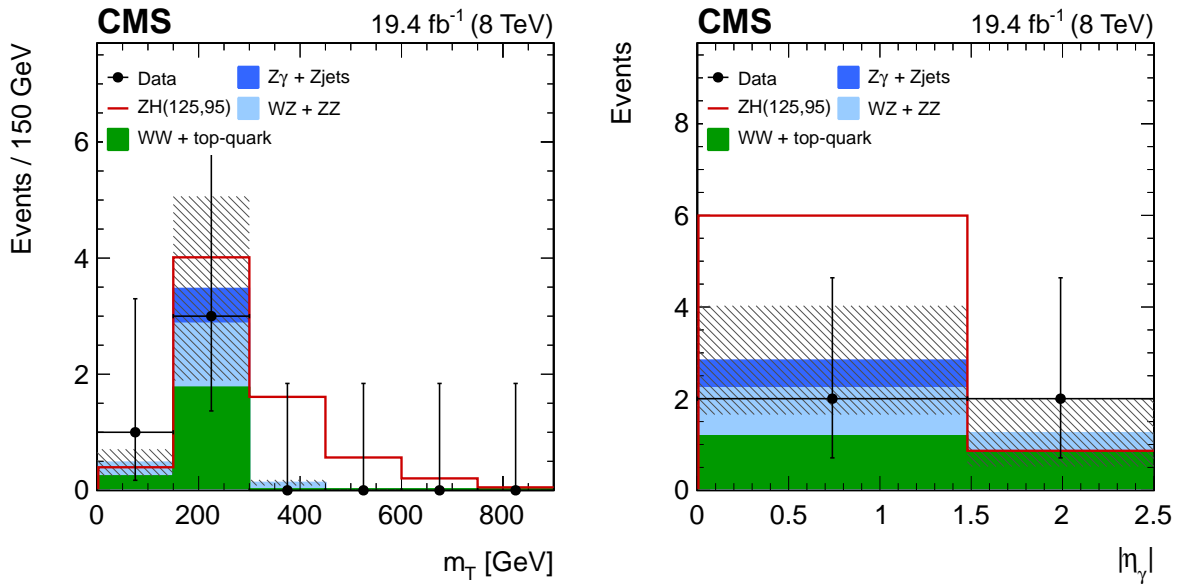 CMS 19.4 fb⁻¹ (8 TeV)
Events / 150 GeV
Data
ZH(125,95)
WW + top-quark
Zγ + Zjets
WZ + ZZ
6
4
2
0
0 200 400 600 800
m_T [GeV]
CMS 19.4 fb⁻¹ (8 TeV)
Events
Data
ZH(125,95)
WW + top-quark
Zγ + Zjets
WZ + ZZ
8
6
4
2
0
0 0.5 1 1.5 2 2.5
|η_γ|